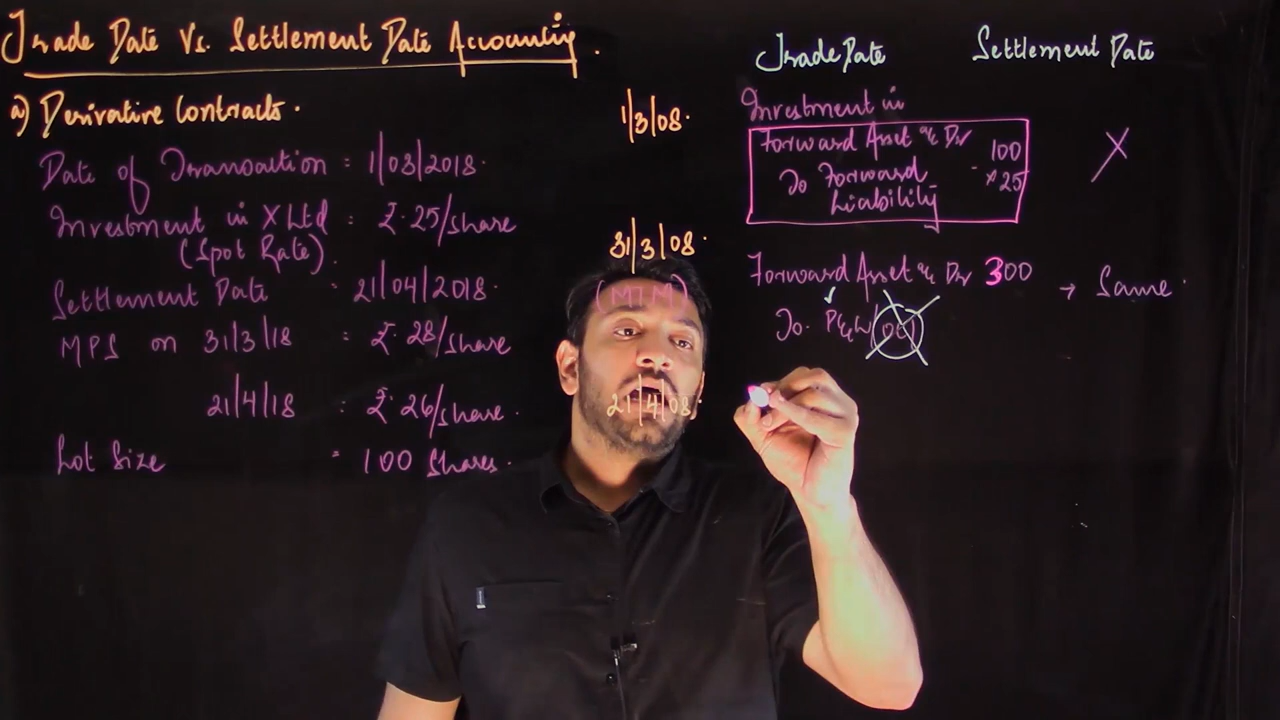 Trade Date Vs. Settlement Date Accounting.
a) Derivative Contracts.
Date of Transaction = 1/03/2018.
Investment in X Ltd = ₹. 25/share
(Spot Rate).
Settlement Date = 21/04/2018.
MPS on 31/3/18 = ₹. 28/share
21/4/18 = ₹. 26/share.
Lot Size = 100 Shares.
1/3/08.
31/3/08.
(MTM)
21/4/08.
Trade Date
Settlement Date
Investment in
Forward Asset a/c Dr 100
To Forward × 25
Liability
X
Forward Asset a/c Dr 300 → Same.
To. P&L/OCI